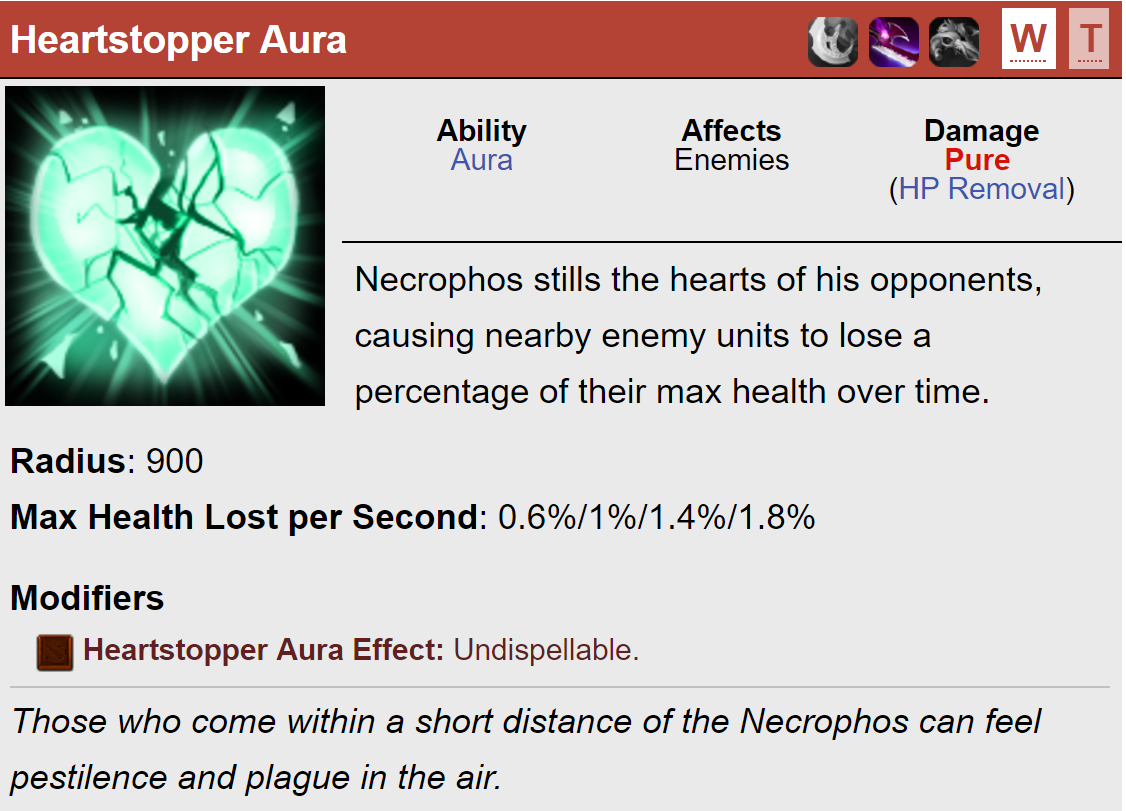 Heartstopper Aura
W T
Ability
Aura
Affects
Enemies
Damage
Pure
(HP Removal)
Necrophos stills the hearts of his opponents,
causing nearby enemy units to lose a
percentage of their max health over time.
Radius: 900
Max Health Lost per Second: 0.6%/1%/1.4%/1.8%
Modifiers
Heartstopper Aura Effect: Undispellable.
Those who come within a short distance of the Necrophos can feel
pestilence and plague in the air.